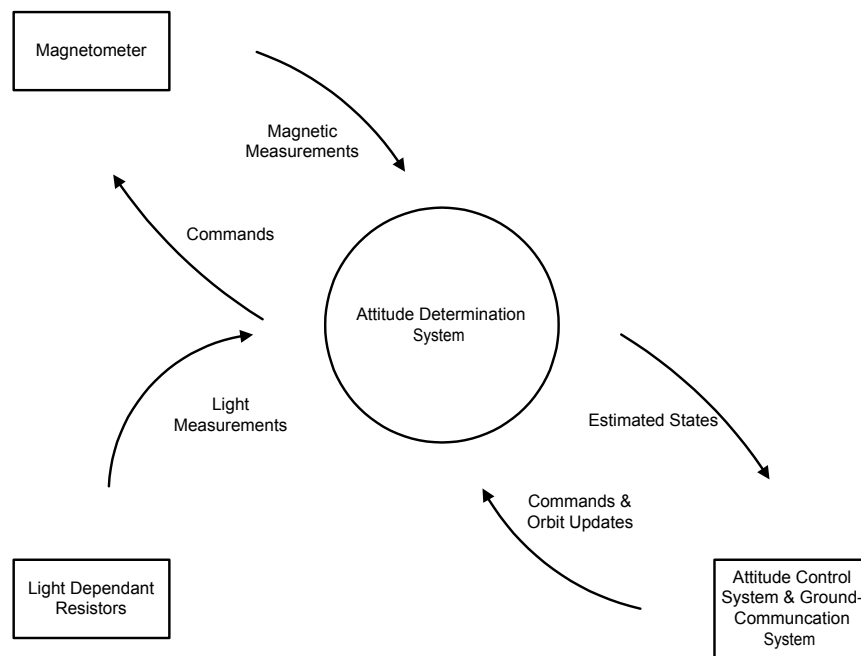 Magnetometer
Magnetic
Measurements
Commands
Attitude Determination
System
Light
Measurements
Estimated States
Commands &
Orbit Updates
Light Dependant
Resistors
Attitude Control
System & Ground-
Communcation
System